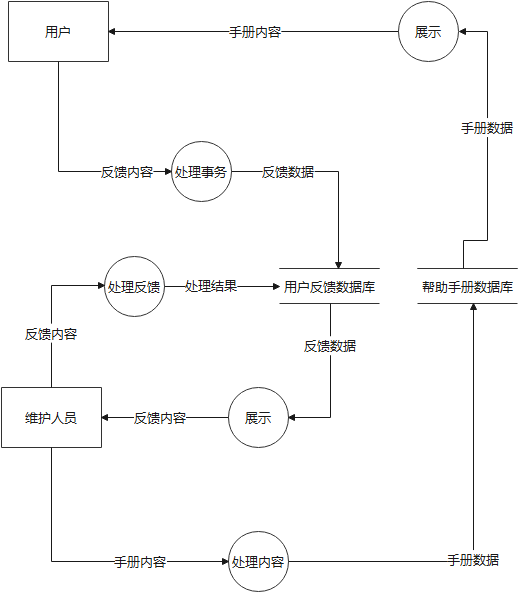 用户
手册内容
展示
手册数据
反馈内容
处理事务
反馈数据
处理反馈
处理结果
用户反馈数据库
帮助手册数据库
反馈内容
反馈数据
维护人员
反馈内容
展示
手册内容
处理内容
手册数据